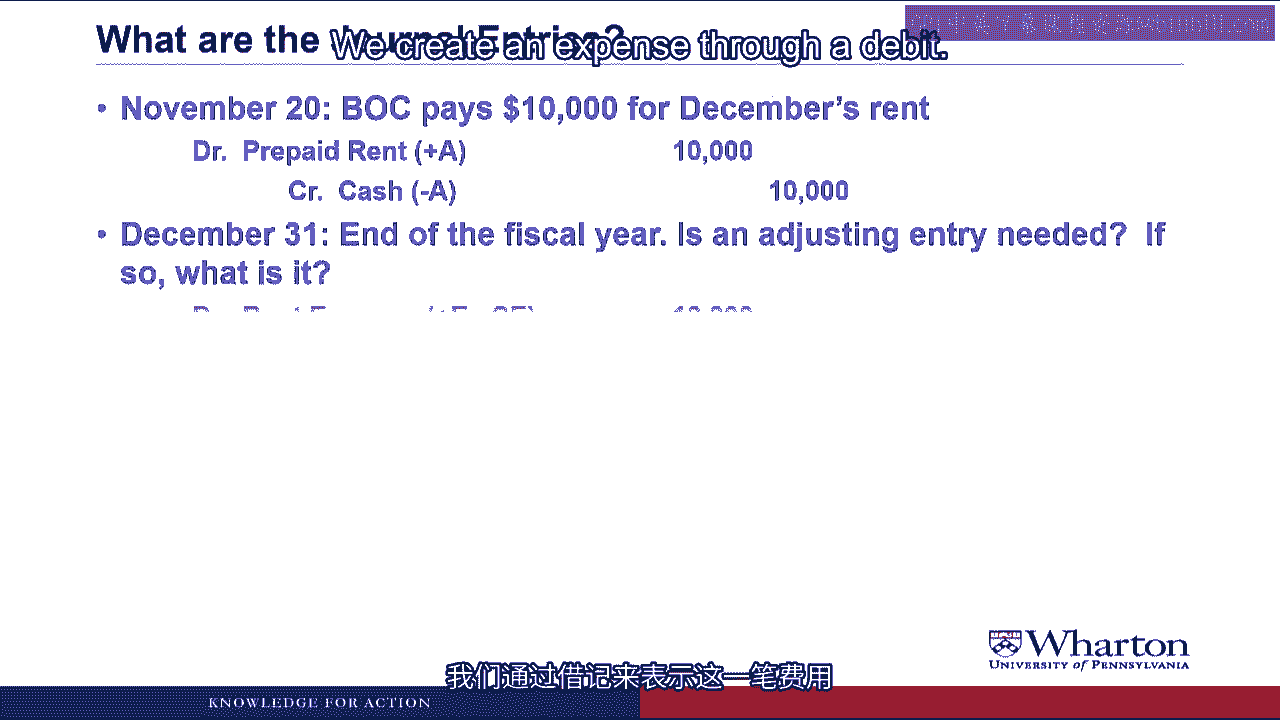 What are the Journal Entries?
We create an expense through a debit.
• November 20: BOC pays $10,000 for December’s rent
Dr. Prepaid Rent (+A) 10,000
Cr. Cash (-A) 10,000
• December 31: End of the fiscal year. Is an adjusting entry needed? If
so, what is it?
Wharton
UNIVERSITY of PENNSYLVANIA
我们通过借记来表示这一笔费用
KNOWLEDGE FOR ACTION